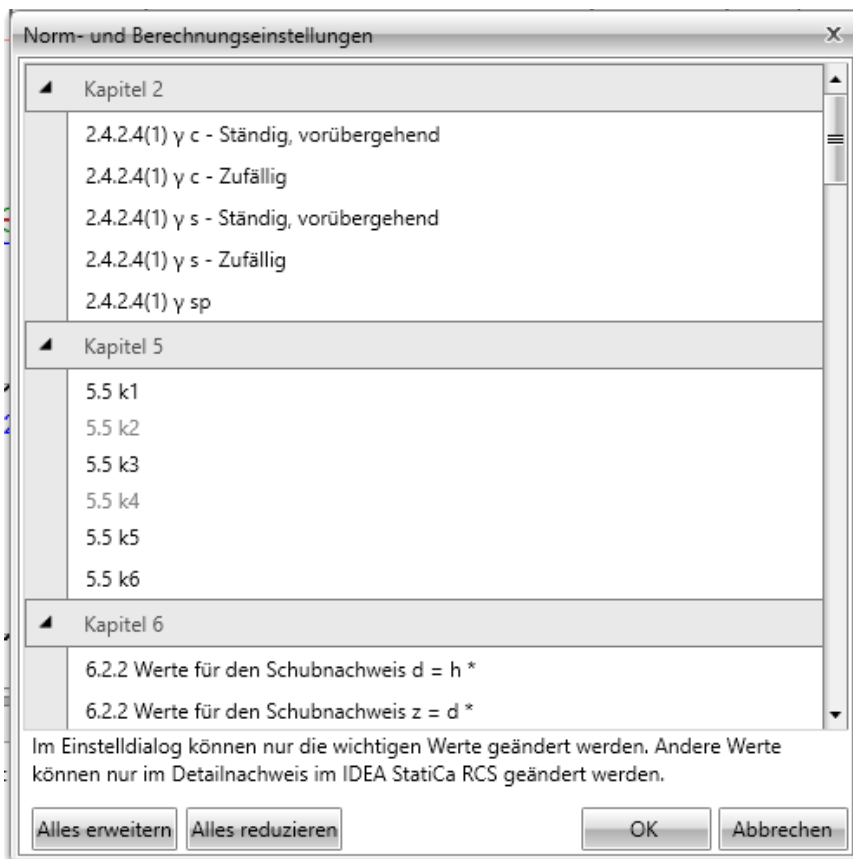 Norm- und Berechnungseinstellungen
Kapitel 2
2.4.2.4(1) γ c - Ständig, vorübergehend
2.4.2.4(1) γ c - Zufällig
2.4.2.4(1) γ s - Ständig, vorübergehend
2.4.2.4(1) γ s - Zufällig
2.4.2.4(1) γ sp
Kapitel 5
5.5 k1
5.5 k2
5.5 k3
5.5 k4
5.5 k5
5.5 k6
Kapitel 6
6.2.2 Werte für den Schubnachweis d = h *
6.2.2 Werte für den Schubnachweis z = d *
Im Einstelldialog können nur die wichtigen Werte geändert werden. Andere Werte
können nur im Detailnachweis im IDEA StatiCa RCS geändert werden.
Alles erweitern Alles reduzieren OK Abbrechen